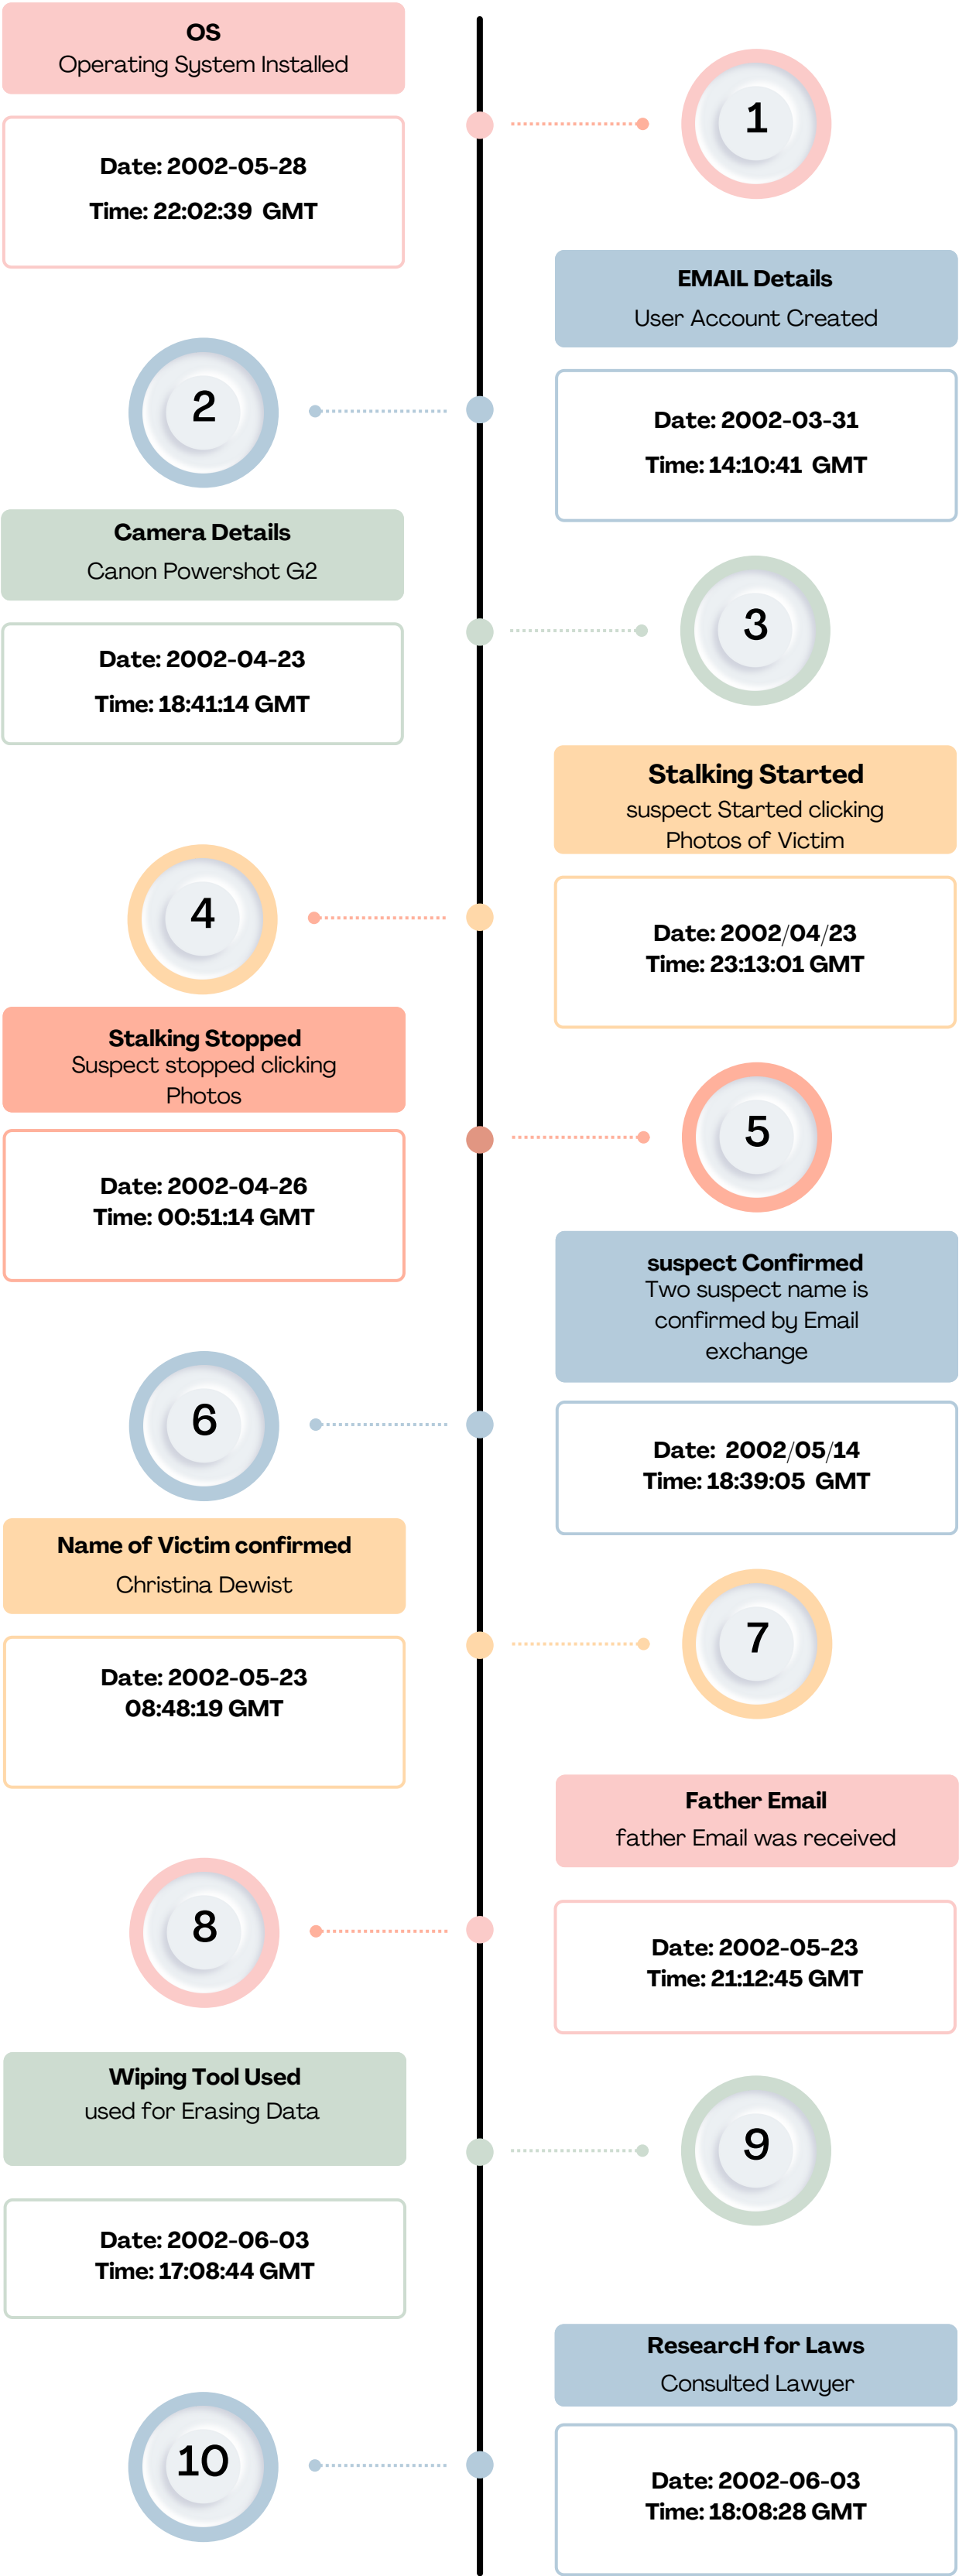 OS
Operating System Installed
1
Date: 2002-05-28
Time: 22:02:39 GMT
EMAIL Details
User Account Created
2
Date: 2002-03-31
Time: 14:10:41 GMT
Camera Details
Canon Powershot G2
3
Date: 2002-04-23
Time: 18:41:14 GMT
Stalking Started
suspect Started clicking
Photos of Victim
4
Date: 2002/04/23
Time: 23:13:01 GMT
Stalking Stopped
Suspect stopped clicking
Photos
5
Date: 2002-04-26
Time: 00:51:14 GMT
suspect Confirmed
Two suspect name is
confirmed by Email
exchange
6
Date: 2002/05/14
Time: 18:39:05 GMT
Name of Victim confirmed
Christina Dewist
7
Date: 2002-05-23
08:48:19 GMT
Father Email
father Email was received
8
Date: 2002-05-23
Time: 21:12:45 GMT
Wiping Tool Used
used for Erasing Data
9
Date: 2002-06-03
Time: 17:08:44 GMT
ResearcH for Laws
Consulted Lawyer
10
Date: 2002-06-03
Time: 18:08:28 GMT